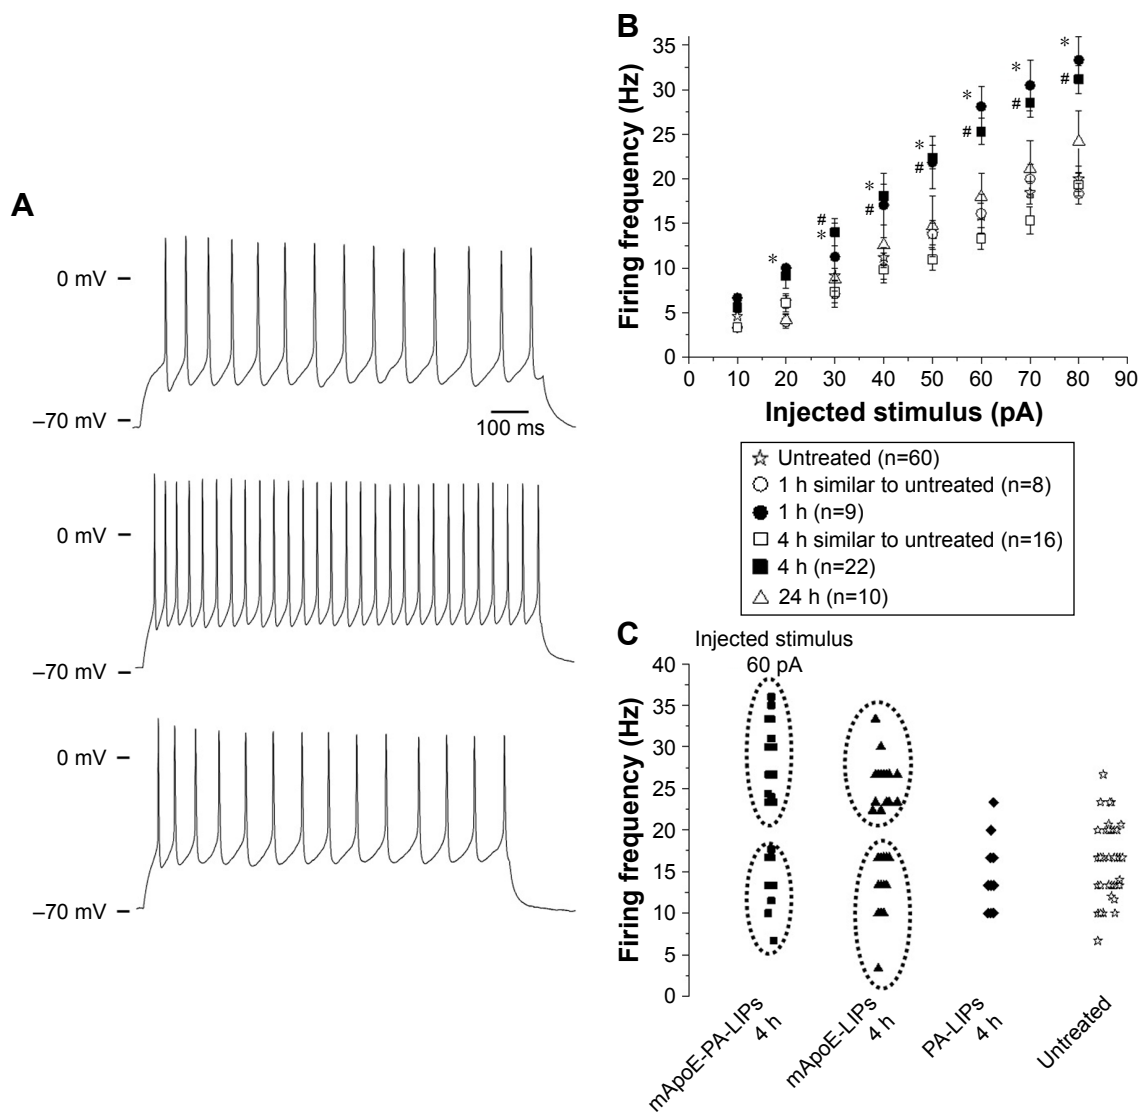 A
0 mV
–70 mV
100 ms
0 mV
–70 mV
0 mV
–70 mV
B
Firing frequency (Hz)
35
30
25
20
15
10
5
0
* # * # * # * # * # # * *
0 10 20 30 40 50 60 70 80 90
Injected stimulus (pA)
Untreated (n=60)
1 h similar to untreated (n=8)
1 h (n=9)
4 h similar to untreated (n=16)
4 h (n=22)
24 h (n=10)
C
Injected stimulus
60 pA
Firing frequency (Hz)
40
35
30
25
20
15
10
5
0
mApoE-PA-LIPs
4 h
mApoE-LIPs
4 h
PA-LIPs
4 h
Untreated